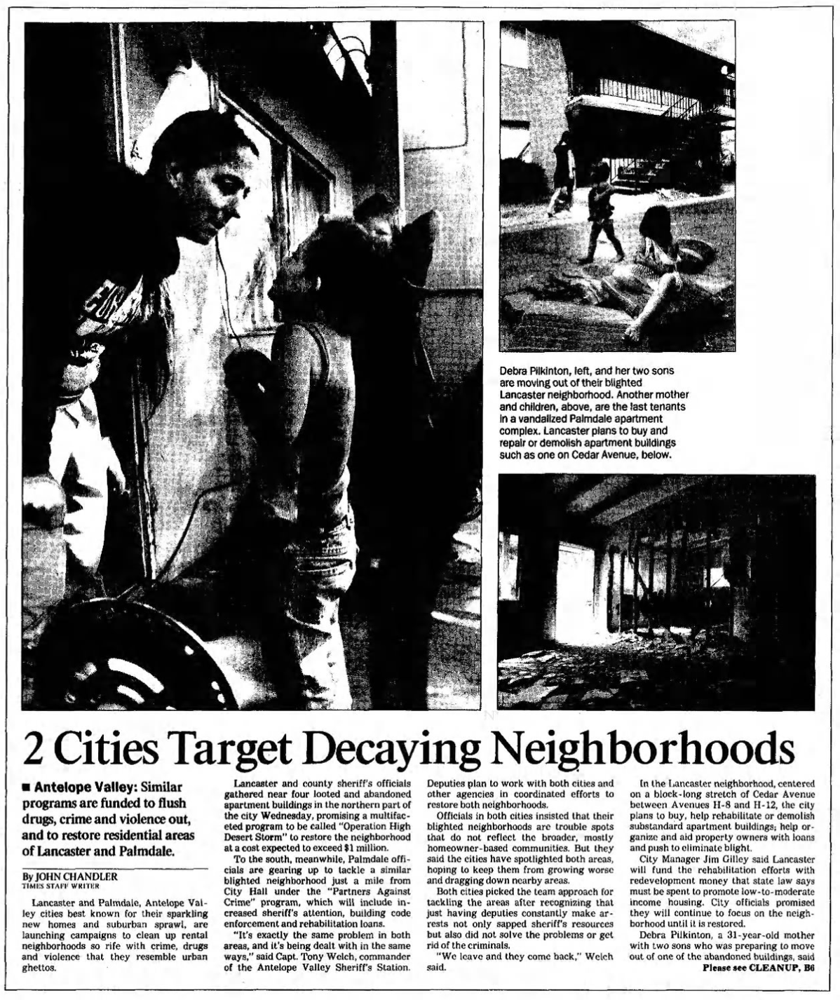 Debra Pilkinton, left, and her two sons
are moving out of their blighted
Lancaster neighborhood. Another mother
and children, above, are the last tenants
in a vandalized Palmdale apartment
complex. Lancaster plans to buy and
repair or demolish apartment buildings
such as one on Cedar Avenue, below.
2 Cities Target Decaying Neighborhoods
■ Antelope Valley: Similar
programs are funded to flush
drugs, crime and violence out,
and to restore residential areas
of Lancaster and Palmdale.
By JOHN CHANDLER
TIMES STAFF WRITER
Lancaster and Palmdale, Antelope Val-
ley cities best known for their sparkling
new homes and suburban sprawl, are
launching campaigns to clean up rental
neighborhoods so rife with crime, drugs
and violence that they resemble urban
ghettos.
Lancaster and county sheriff's officials
gathered near four looted and abandoned
apartment buildings in the northern part of
the city Wednesday, promising a multifac-
eted program to be called "Operation High
Desert Storm" to restore the neighborhood
at a cost expected to exceed $1 million.
To the south, meanwhile, Palmdale offi-
cials are gearing up to tackle a similar
blighted neighborhood just a mile from
City Hall under the "Partners Against
Crime" program, which will include in-
creased sheriff's attention, building code
enforcement and rehabilitation loans.
"It's exactly the same problem in both
areas, and it's being dealt with in the same
ways," said Capt. Tony Welch, commander
of the Antelope Valley Sheriff's Station.
Deputies plan to work with both cities and
other agencies in coordinated efforts to
restore both neighborhoods.
Officials in both cities insisted that their
blighted neighborhoods are trouble spots
that do not reflect the broader, mostly
homeowner-based communities. But they
said the cities have spotlighted both areas,
hoping to keep them from growing worse
and dragging down nearby areas.
Both cities picked the team approach for
tackling the areas after recognizing that
just having deputies constantly make ar-
rests not only sapped sheriff's resources
but also did not solve the problems or get
rid of the criminals.
"We leave and they come back," Welch
said.
In the Lancaster neighborhood, centered
on a block-long stretch of Cedar Avenue
between Avenues H-8 and H-12, the city
plans to buy, help rehabilitate or demolish
substandard apartment buildings; help or-
ganize and aid property owners with loans
and push to eliminate blight.
City Manager Jim Gilley said Lancaster
will fund the rehabilitation efforts with
redevelopment money that state law says
must be spent to promote low-to-moderate
income housing. City officials promised
they will continue to focus on the neigh-
borhood until it is restored.
Debra Pilkinton, a 31-year-old mother
with two sons who was preparing to move
out of one of the abandoned buildings, said
Please see CLEANUP, B6